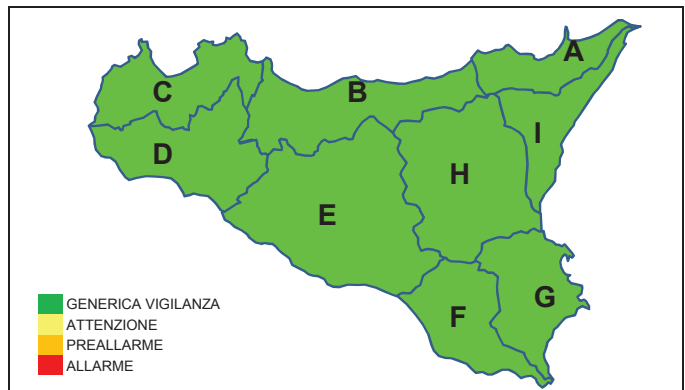 A
B
C
I
D
H
E
G
F
GENERICA VIGILANZA
ATTENZIONE
PREALLARME
ALLARME